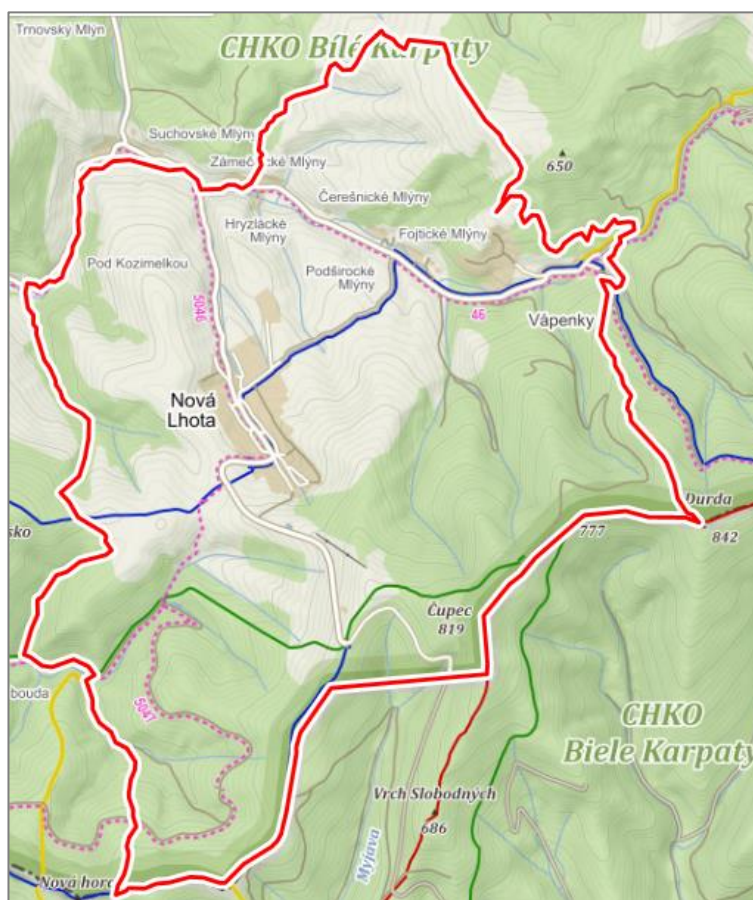 Trnovský Mlýn
CHKO Bílé Karpaty
Suchovské Mlýny
650
Čerešnické Mlýny
Hryzlácké
Mlýny
Fojtické Mlýny
Pod Kozimelkou
Podširocké
Mlýny
5046
46
Vápenky
Nová
Lhota
Durda
842
sko
777
Čupec
819
bouda
5047
CHKO
Biele Karpaty
Vrch Slobodných
686
Myjava
Nová hora